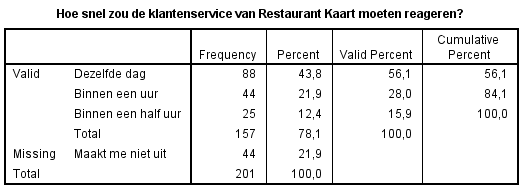 Hoe snel zou de klantenservice van Restaurant Kaart moeten reageren?
Frequency Percent Valid Percent Cumulative Percent
Valid Dezelfde dag 88 43,8 56,1 56,1
Binnen een uur 44 21,9 28,0 84,1
Binnen een half uur 25 12,4 15,9 100,0
Total 157 78,1 100,0
Missing Maakt me niet uit 44 21,9
Total 201 100,0